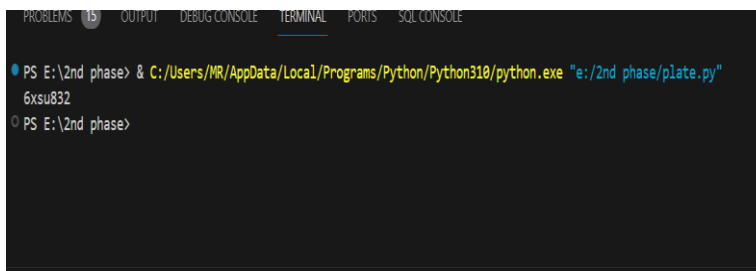 PROBLEMS 15 OUTPUT DEBUG CONSOLE TERMINAL PORTS SQL CONSOLE
PS E:\2nd phase> & C:/Users/MR/AppData/Local/Programs/Python/Python310/python.exe "e:/2nd phase/plate.py"
6xsu832
PS E:\2nd phase>